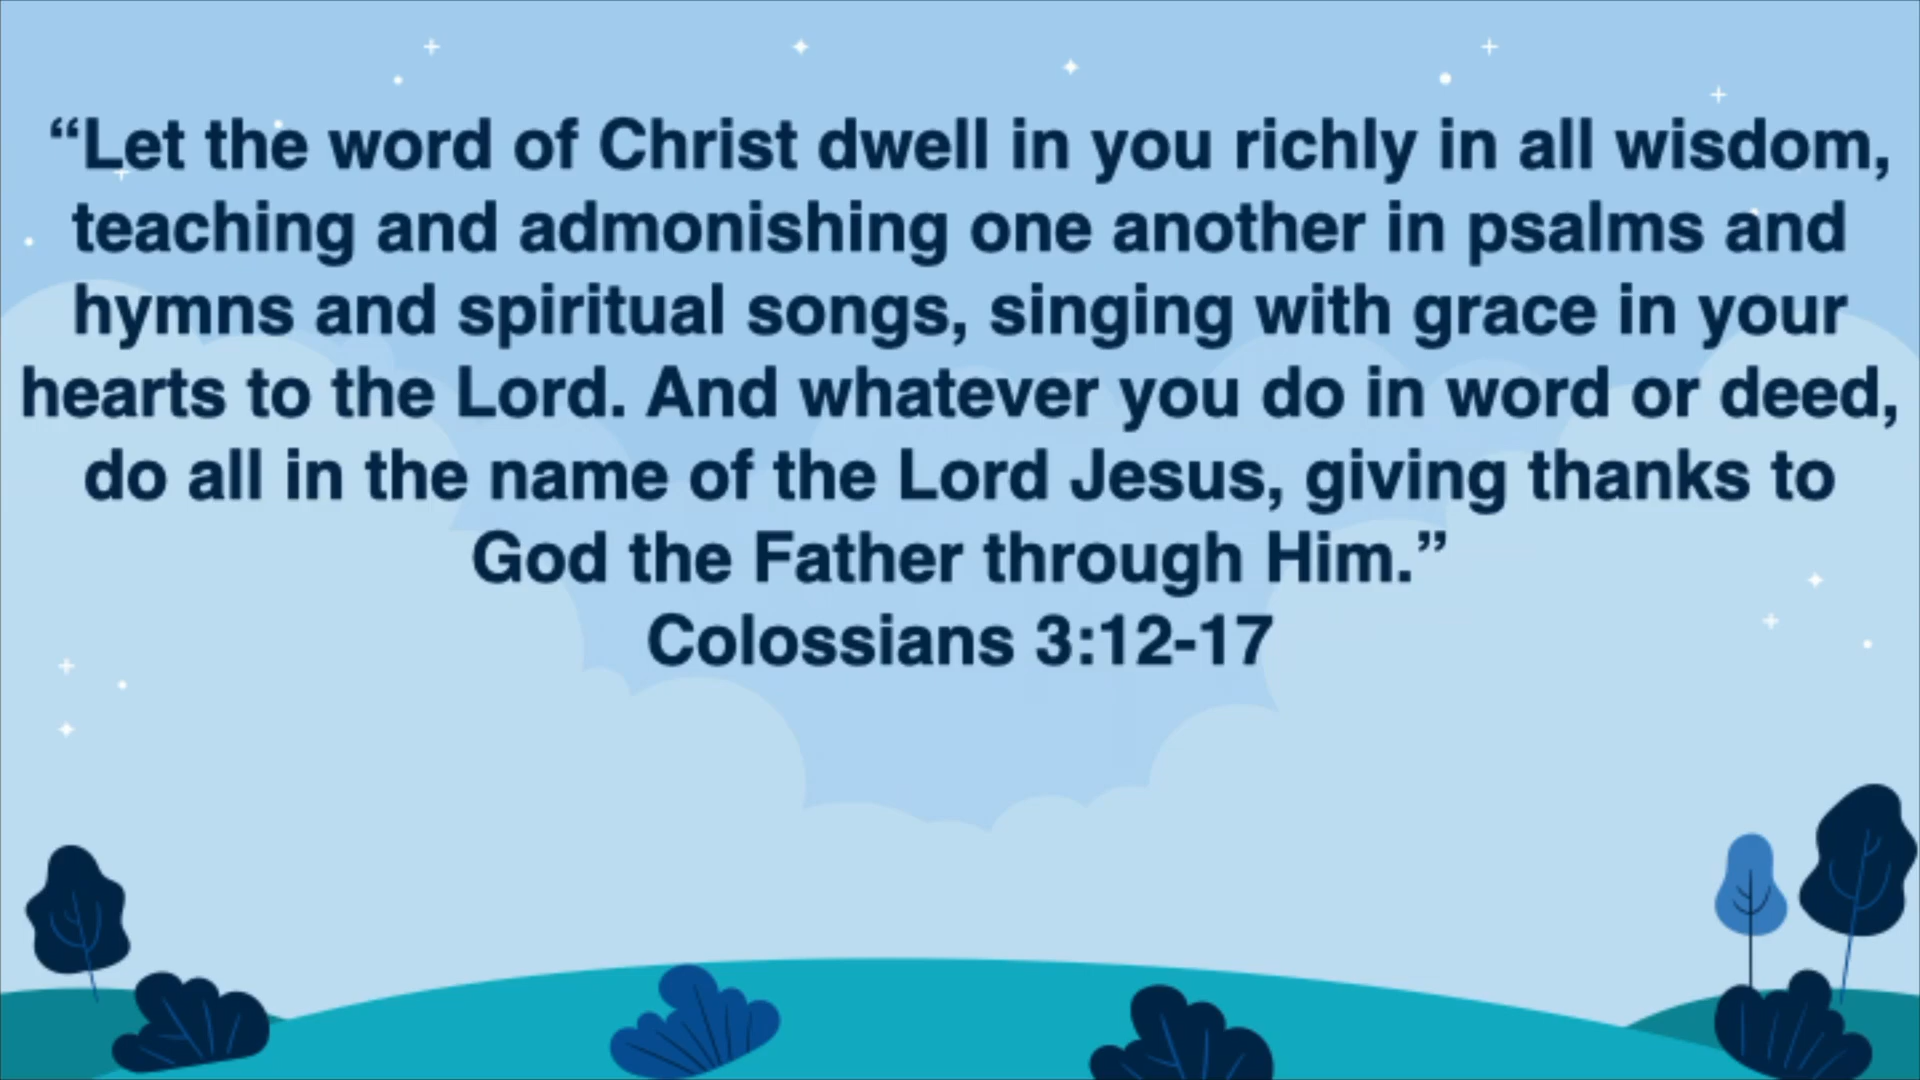 “Let the word of Christ dwell in you richly in all wisdom,
teaching and admonishing one another in psalms and
hymns and spiritual songs, singing with grace in your
hearts to the Lord. And whatever you do in word or deed,
do all in the name of the Lord Jesus, giving thanks to
God the Father through Him.”
Colossians 3:12-17